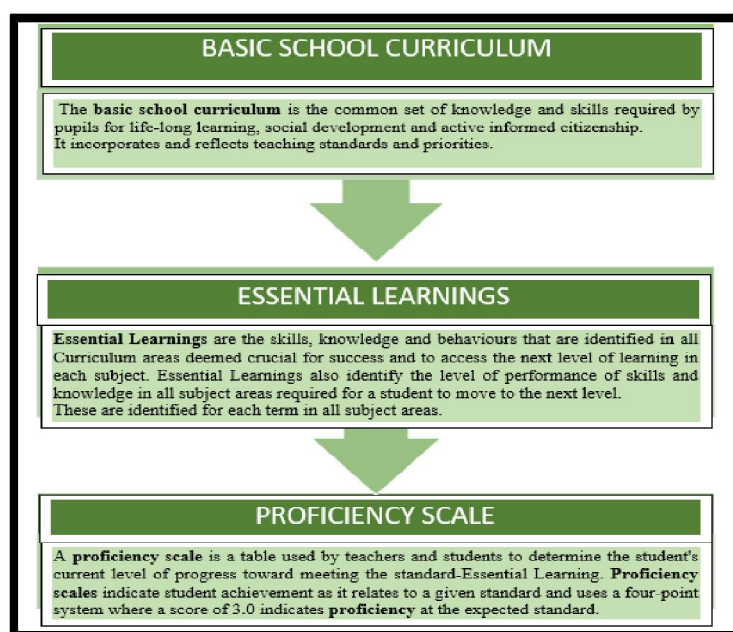 BASIC SCHOOL CURRICULUM
The basic school curriculum is the common set of knowledge and skills required by
pupils for life-long learning, social development and active informed citizenship.
It incorporates and reflects teaching standards and priorities.
ESSENTIAL LEARNINGS
Essential Learnings are the skills, knowledge and behaviours that are identified in all
Curriculum areas deemed crucial for success and to access the next level of learning in
each subject. Essential Learnings also identify the level of performance of skills and
knowledge in all subject areas required for a student to move to the next level.
These are identified for each term in all subject areas.
PROFICIENCY SCALE
A proficiency scale is a table used by teachers and students to determine the student's
current level of progress toward meeting the standard-Essential Learning. Proficiency
scales indicate student achievement as it relates to a given standard and uses a four-point
system where a score of 3.0 indicates proficiency at the expected standard.